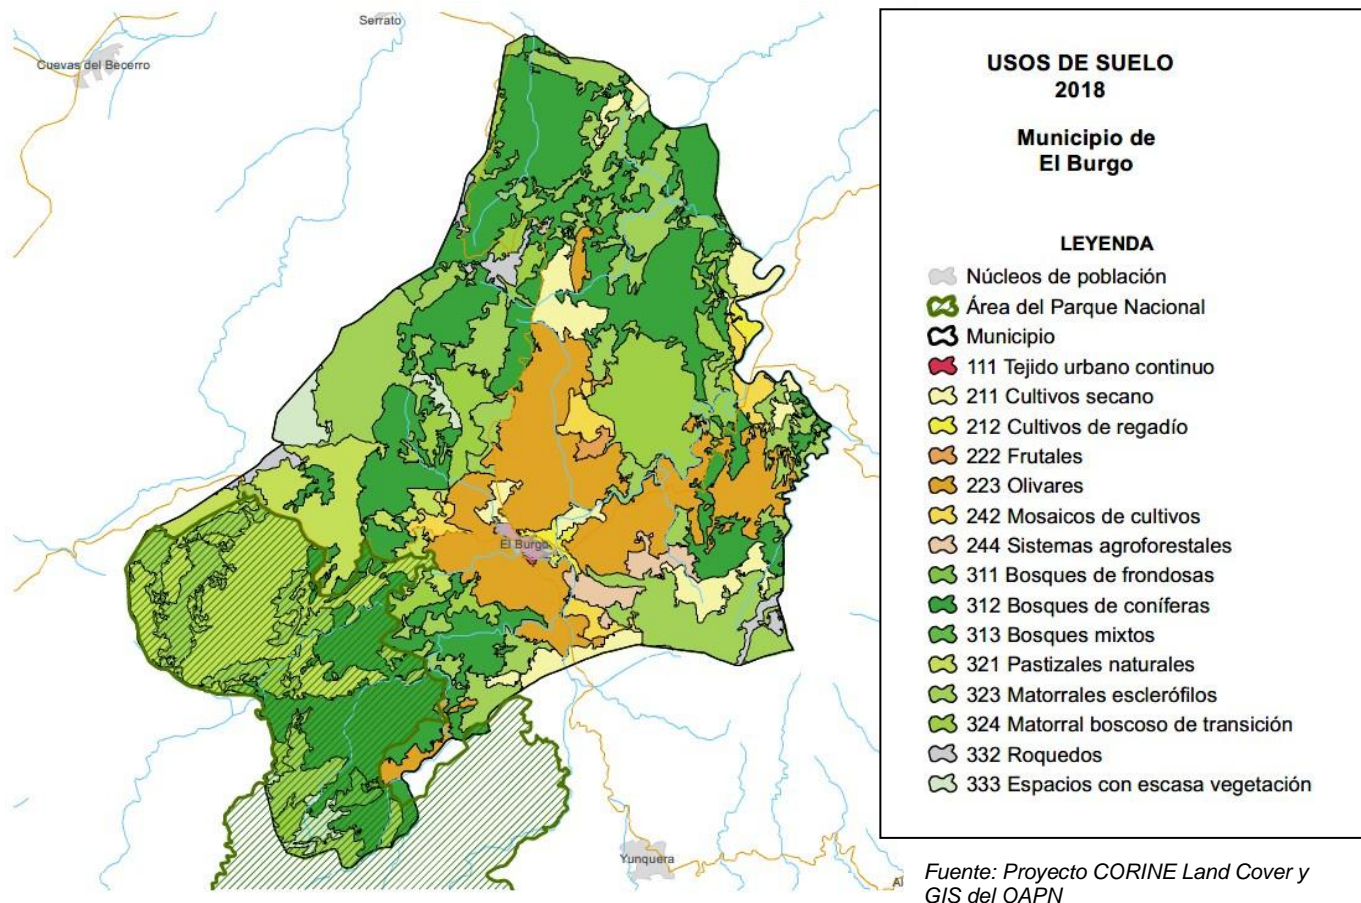 Serrato
Cuevas del Becerro
El Burgo
Yunquera
USOS DE SUELO
2018
Municipio de
El Burgo
LEYENDA
Núcleos de población
Área del Parque Nacional
Municipio
111 Tejido urbano continuo
211 Cultivos secano
212 Cultivos de regadío
222 Frutales
223 Olivares
242 Mosaicos de cultivos
244 Sistemas agroforestales
311 Bosques de frondosas
312 Bosques de coníferas
313 Bosques mixtos
321 Pastizales naturales
323 Matorrales esclerófilos
324 Matorral boscoso de transición
332 Roquedos
333 Espacios con escasa vegetación
Fuente: Proyecto CORINE Land Cover y
GIS del OAPN